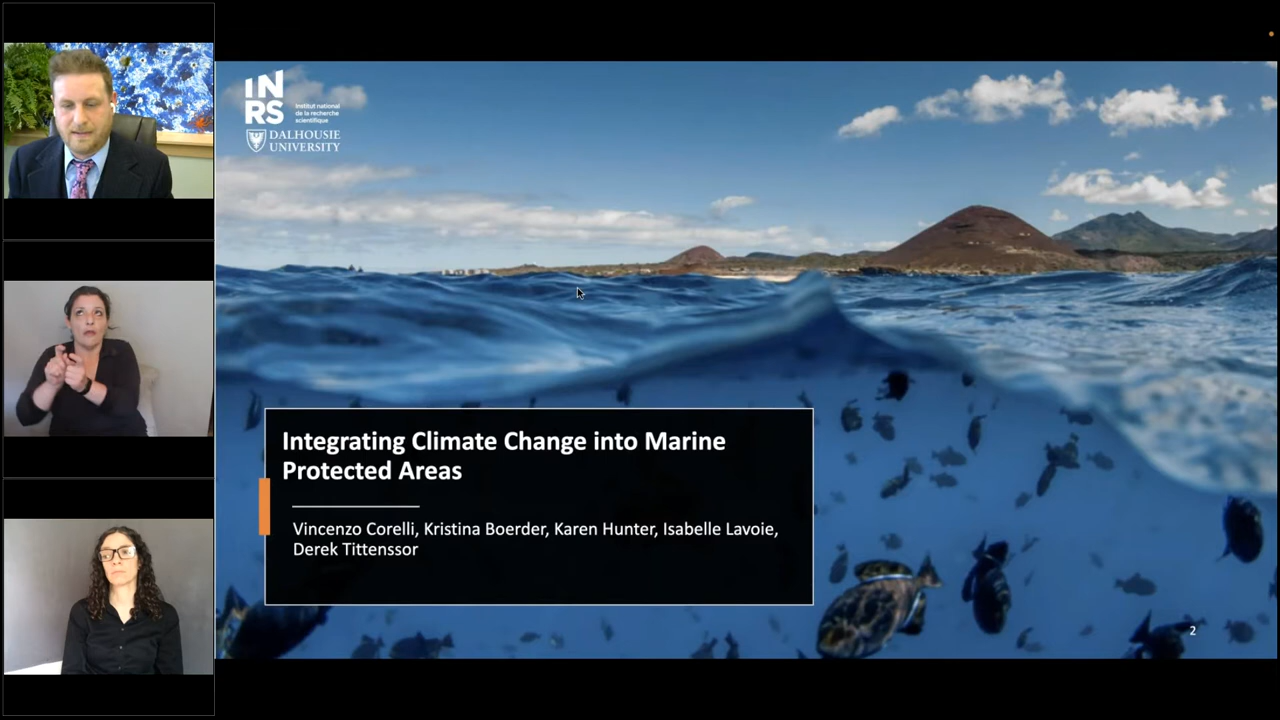 INRS
Institut national
de la recherche
scientifique
DALHOUSIE
UNIVERSITY
Integrating Climate Change into Marine
Protected Areas
Vincenzo Corelli, Kristina Boerder, Karen Hunter, Isabelle Lavoie,
Derek Tittenssor
2